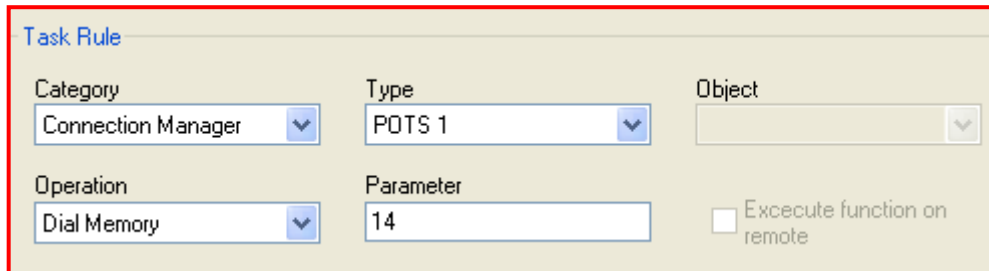 Task Rule
Category Type Object
Connection Manager POTS 1
Operation Parameter
Dial Memory 14 Excecute function on
remote